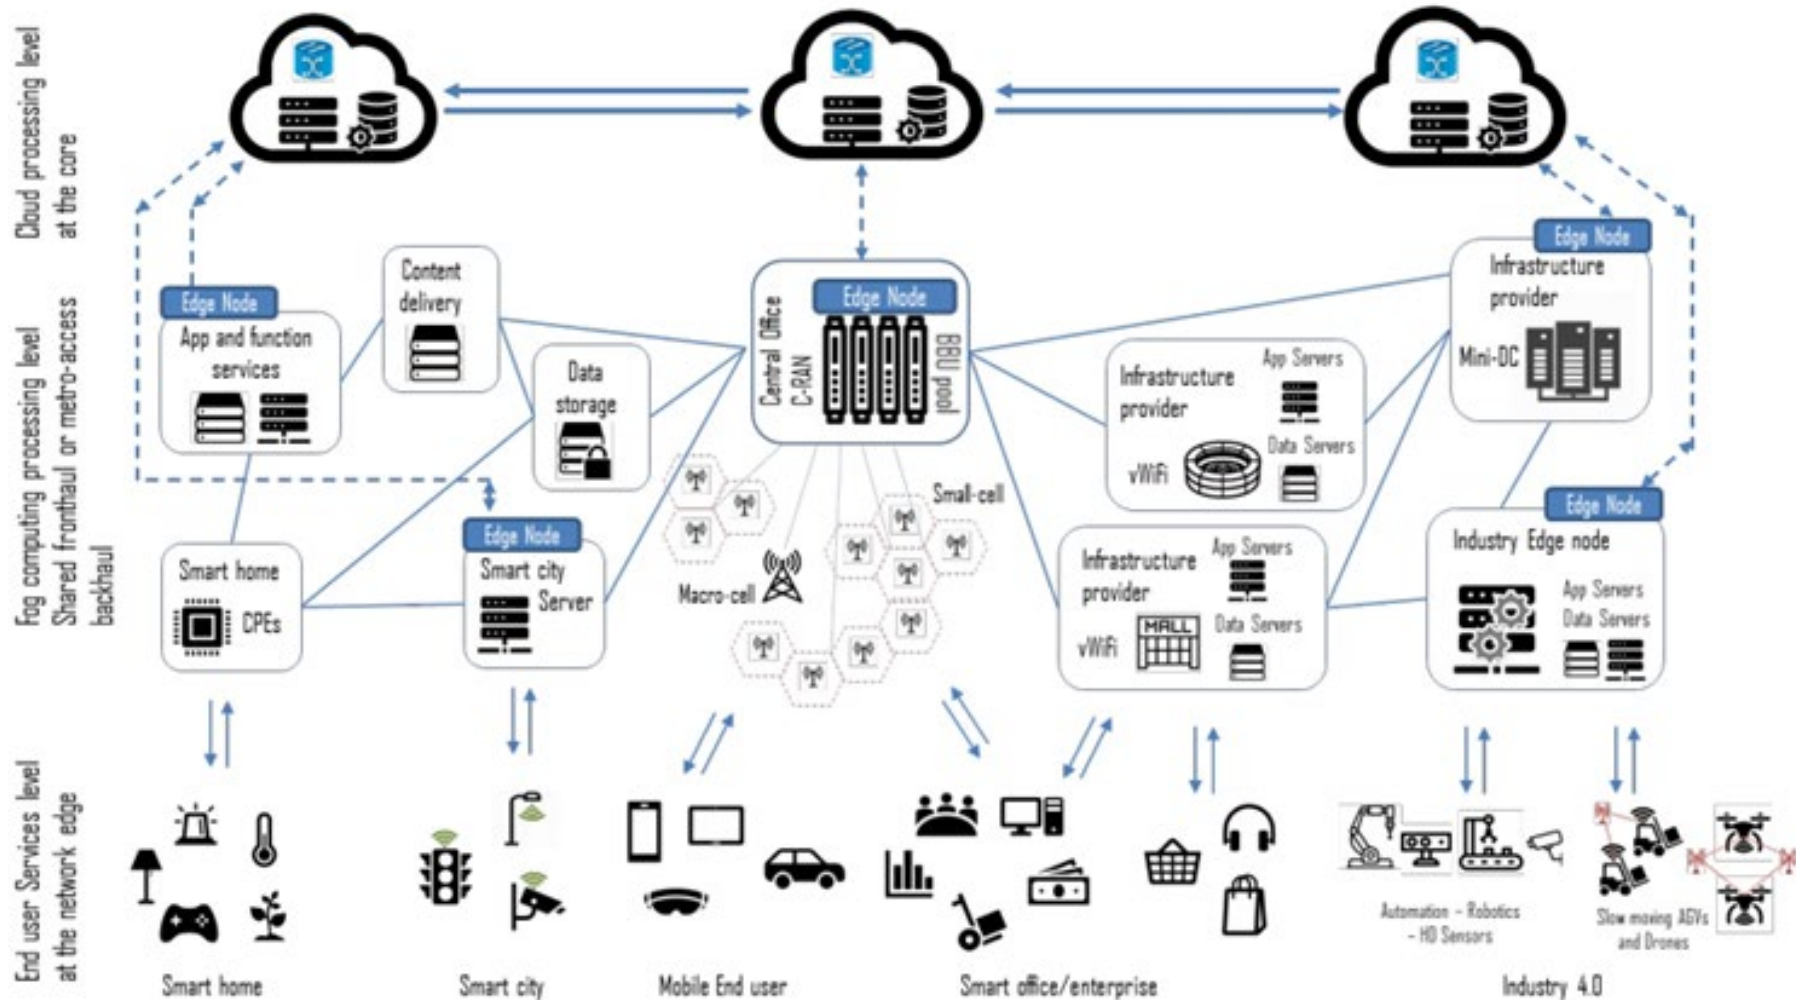 Cloud processing level
at the core
Fog computing processing level
Shared fronthaul or metro-access
backhaul
End user Services level
at the network edge
Edge Node
App and function
services
Content
delivery
Data
storage
Smart home
CPEs
Edge Node
Smart city
Server
Central Office
C-RAN
Edge Node
BBU pool
Small-cell
Macro-cell
Infrastructure
provider
App Servers
Data Servers
vWiFi
Infrastructure
provider
App Servers
Data Servers
vWiFi
MALL
Edge Node
Infrastructure
provider
Mini-DC
Edge Node
Industry Edge node
App Servers
Data Servers
Automation - Robotics
- HD Sensors
Slow moving AGVs
and Drones
Smart home
Smart city
Mobile End user
Smart office/enterprise
Industry 4.0